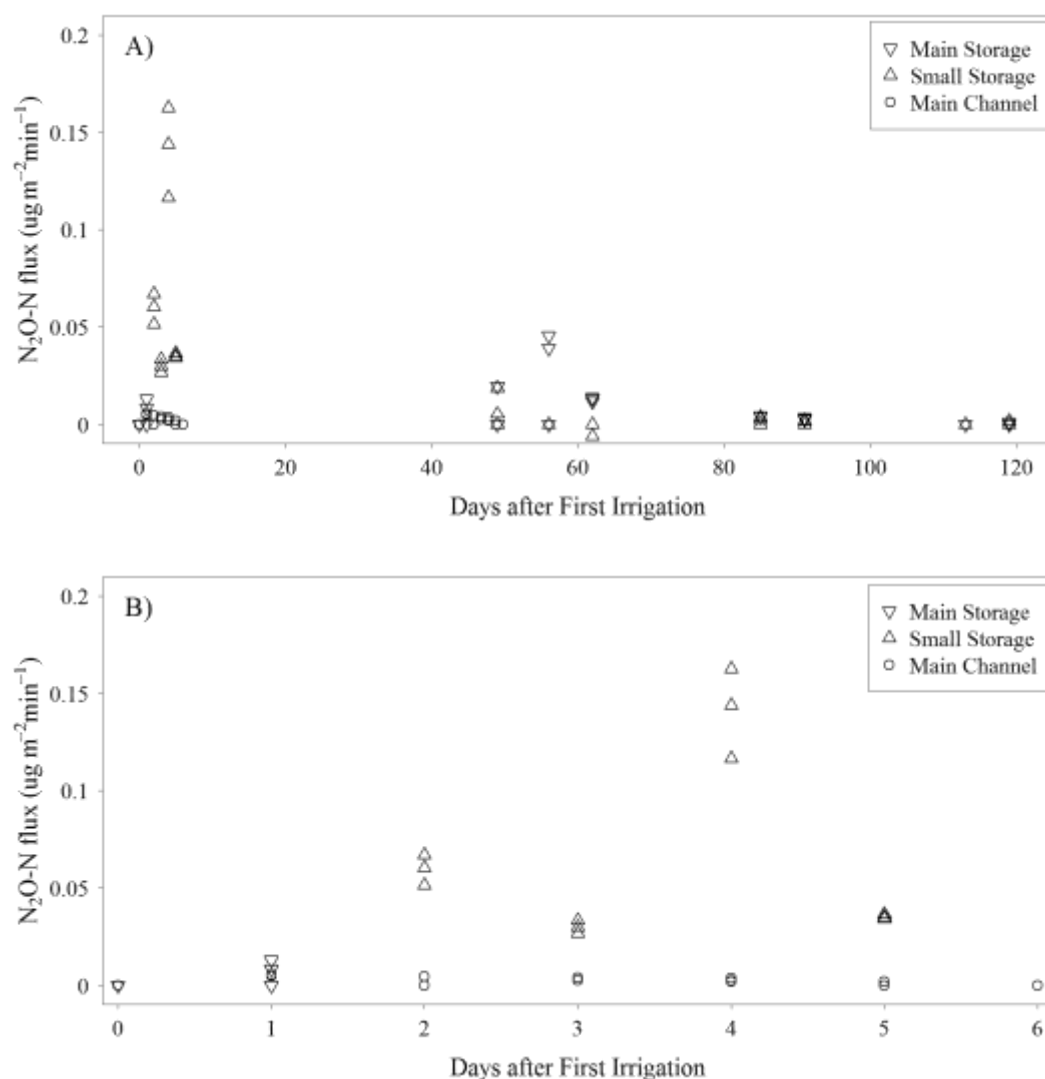 A)
Main Storage
Small Storage
Main Channel
0.2
0.15
0.1
0.05
0
N₂O-N flux (ug m⁻²min⁻¹)
0 20 40 60 80 100 120
Days after First Irrigation
B)
Main Storage
Small Storage
Main Channel
0.2
0.15
0.1
0.05
0
N₂O-N flux (ug m⁻²min⁻¹)
0 1 2 3 4 5 6
Days after First Irrigation